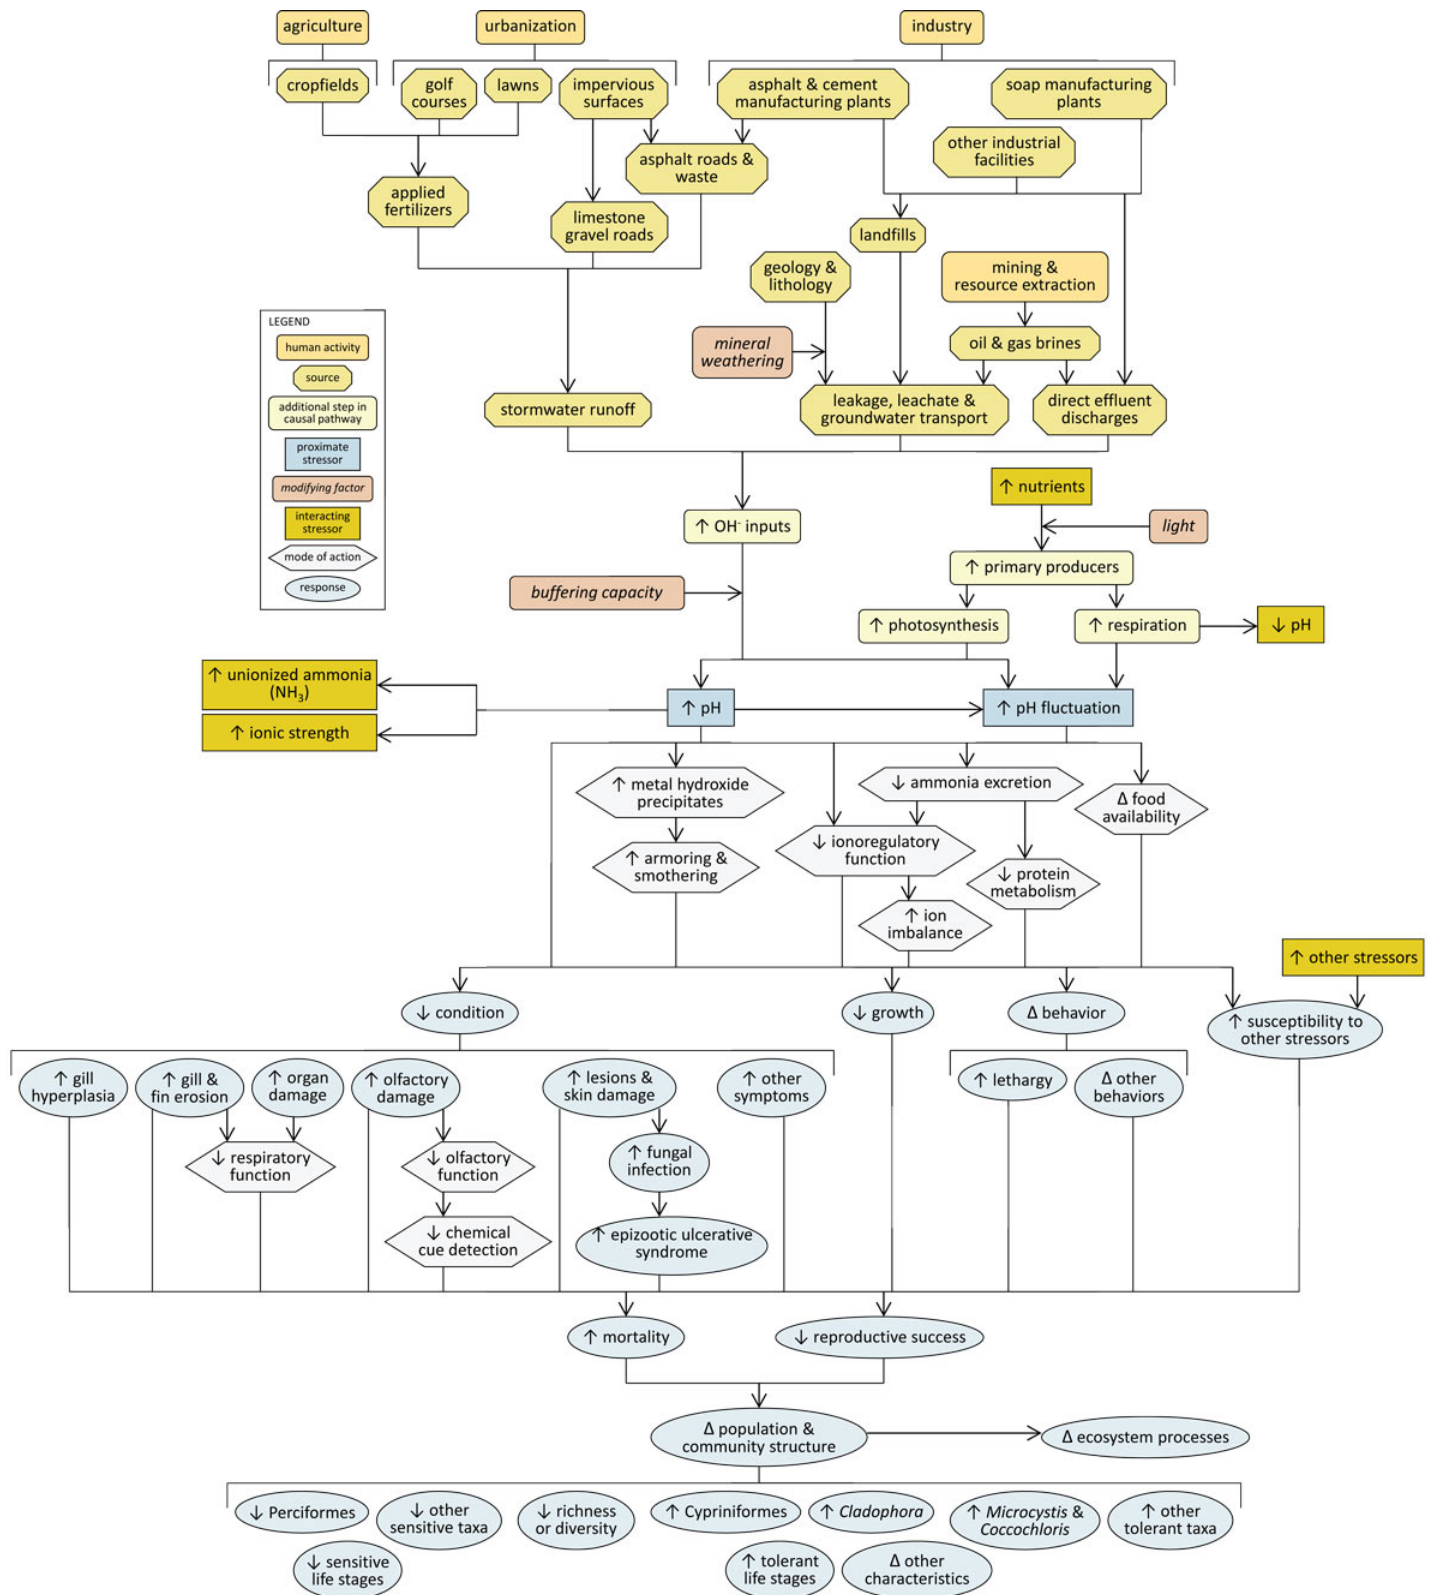 agriculture
urbanization
industry
cropfields
golf
courses
lawns
impervious
surfaces
asphalt & cement
manufacturing plants
soap manufacturing
plants
other industrial
facilities
asphalt roads &
waste
applied
fertilizers
limestone
gravel roads
landfills
geology &
lithology
mining &
resource extraction
LEGEND
human activity
source
additional step in
causal pathway
proximate
stressor
modifying factor
interacting
stressor
mode of action
response
mineral
weathering
oil & gas brines
stormwater runoff
leakage, leachate &
groundwater transport
direct effluent
discharges
↑ nutrients
↑ OH⁻ inputs
light
↑ primary producers
buffering capacity
↑ photosynthesis
↑ respiration
↓ pH
↑ unionized ammonia
(NH₃)
↑ ionic strength
↑ pH
↑ pH fluctuation
↑ metal hydroxide
precipitates
↓ ammonia excretion
Δ food
availability
↑ armoring &
smothering
↓ ionoregulatory
function
↓ protein
metabolism
↑ ion
imbalance
↑ other stressors
↓ condition
↓ growth
Δ behavior
↑ susceptibility to
other stressors
↑ gill
hyperplasia
↑ gill &
fin erosion
↑ organ
damage
↑ olfactory
damage
↑ lesions &
skin damage
↑ other
symptoms
↑ lethargy
Δ other
behaviors
↓ respiratory
function
↓ olfactory
function
↑ fungal
infection
↓ chemical
cue detection
↑ epizootic ulcerative
syndrome
↑ mortality
↓ reproductive success
Δ population &
community structure
Δ ecosystem processes
↓ Perciformes
↓ other
sensitive taxa
↓ richness
or diversity
↑ Cypriniformes
↑ Cladophora
↑ Microcystis &
Coccochloris
↑ other
tolerant taxa
↓ sensitive
life stages
↑ tolerant
life stages
Δ other
characteristics